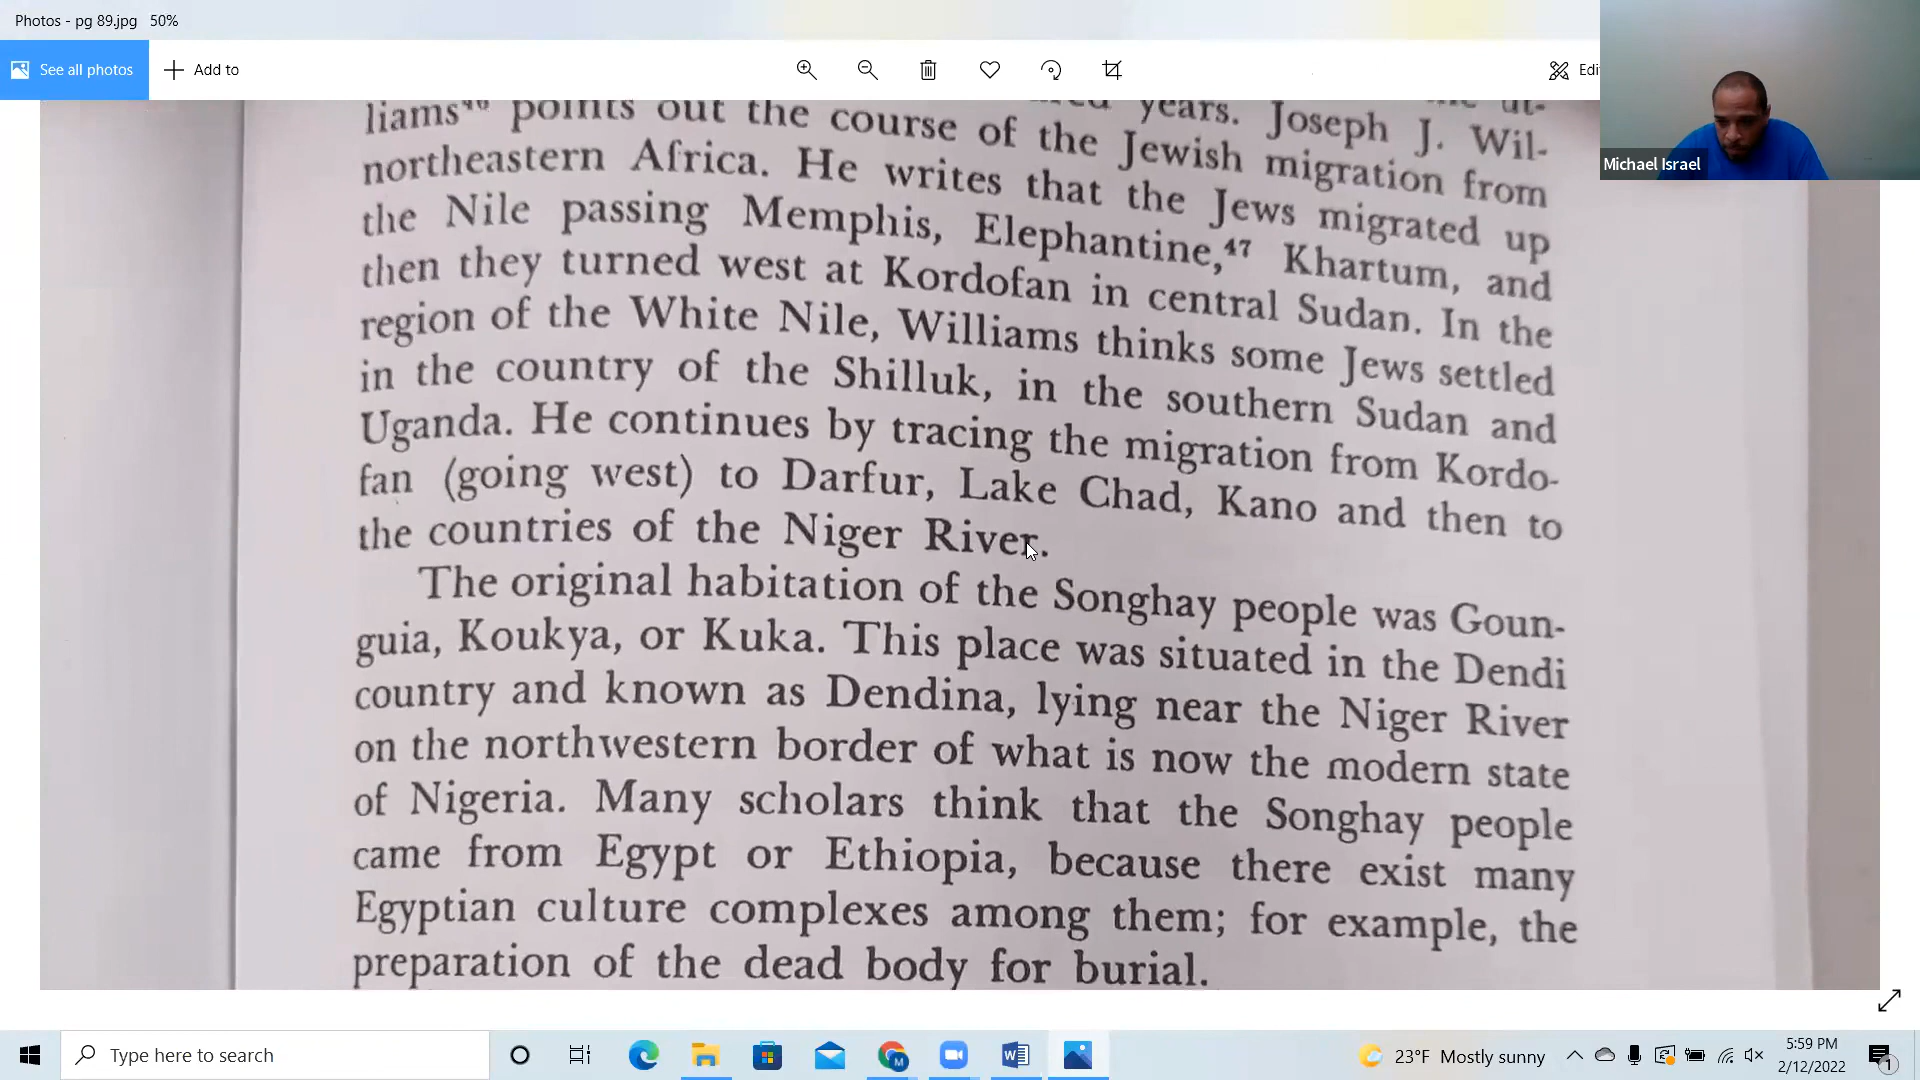 Photos - pg 89.jpg 50%
See all photos
Add to
years. Joseph J. Wil-
liams⁴⁶ points out the course of the Jewish migration from
northeastern Africa. He writes that the Jews migrated up
the Nile passing Memphis, Elephantine,⁴⁷ Khartum, and
then they turned west at Kordofan in central Sudan. In the
region of the White Nile, Williams thinks some Jews settled
in the country of the Shilluk, in the southern Sudan and
Uganda. He continues by tracing the migration from Kordo-
fan (going west) to Darfur, Lake Chad, Kano and then to
the countries of the Niger River.
The original habitation of the Songhay people was Goun-
guia, Koukya, or Kuka. This place was situated in the Dendi
country and known as Dendina, lying near the Niger River
on the northwestern border of what is now the modern state
of Nigeria. Many scholars think that the Songhay people
came from Egypt or Ethiopia, because there exist many
Egyptian culture complexes among them; for example, the
preparation of the dead body for burial.
Edi
Michael Israel
Type here to search
23°F Mostly sunny
5:59 PM
2/12/2022
1